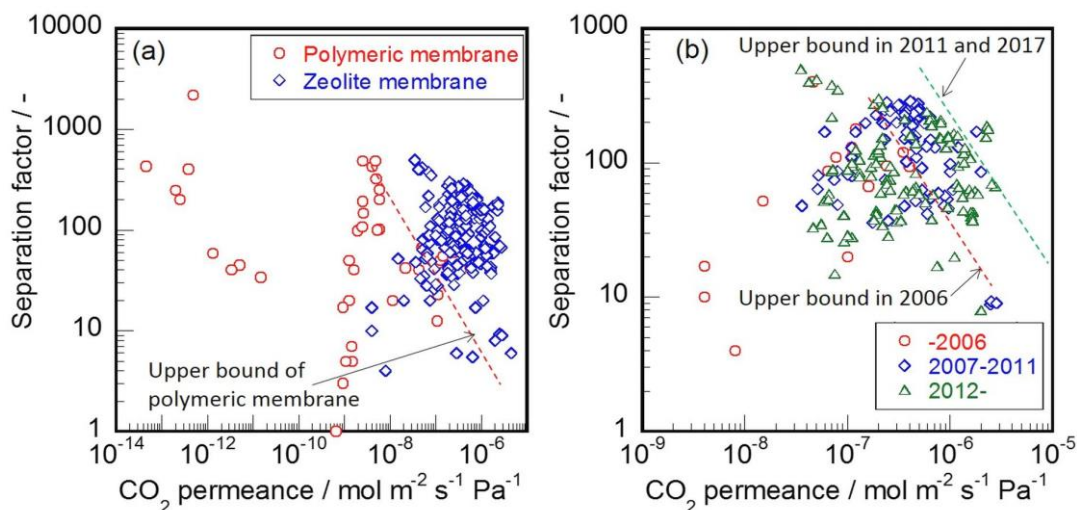 (a)
Polymeric membrane
Zeolite membrane
Upper bound of
polymeric membrane
Separation factor / -
10000
1000
100
10
1
10⁻¹⁴
10⁻¹²
10⁻¹⁰
10⁻⁸
10⁻⁶
CO₂ permeance / mol m⁻² s⁻¹ Pa⁻¹
(b)
Upper bound in 2011 and 2017
Upper bound in 2006
-2006
2007-2011
2012-
Separation factor / -
1000
100
10
1
10⁻⁹
10⁻⁸
10⁻⁷
10⁻⁶
10⁻⁵
CO₂ permeance / mol m⁻² s⁻¹ Pa⁻¹